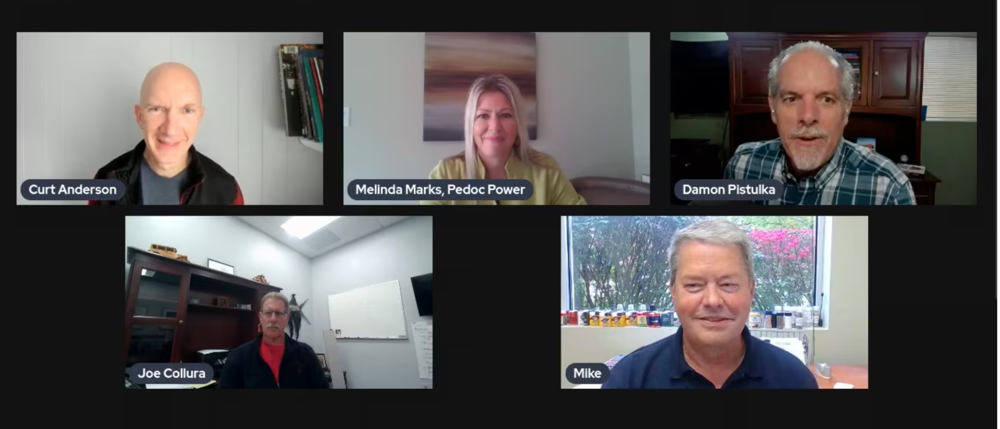 Curt Anderson
Melinda Marks, Pedoc Power
Damon Pistulka
Joe Collura
Mike